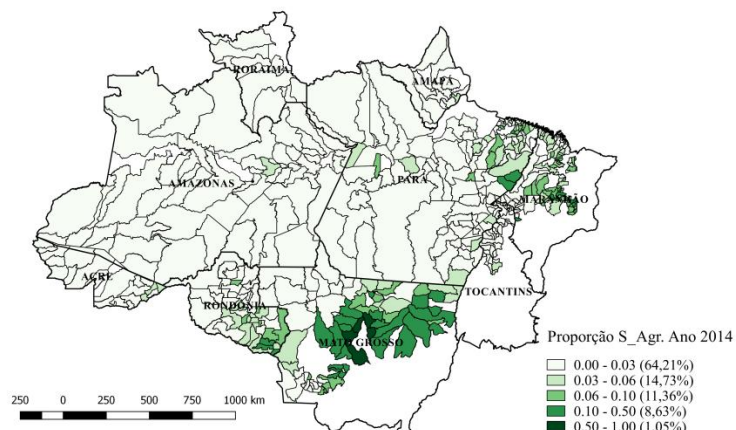 RORAIMA
AMAPÁ
AMAZONAS
PARÁ
MARANHÃO
ACRE
RONDÔNIA
TOCANTINS
MATO GROSSO
Proporção S_Agr. Ano 2014
0.00 - 0.03 (64,21%)
0.03 - 0.06 (14,73%)
0.06 - 0.10 (11,36%)
0.10 - 0.50 (8,63%)
0.50 - 1.00 (1,05%)
250 0 250 500 750 1000 km